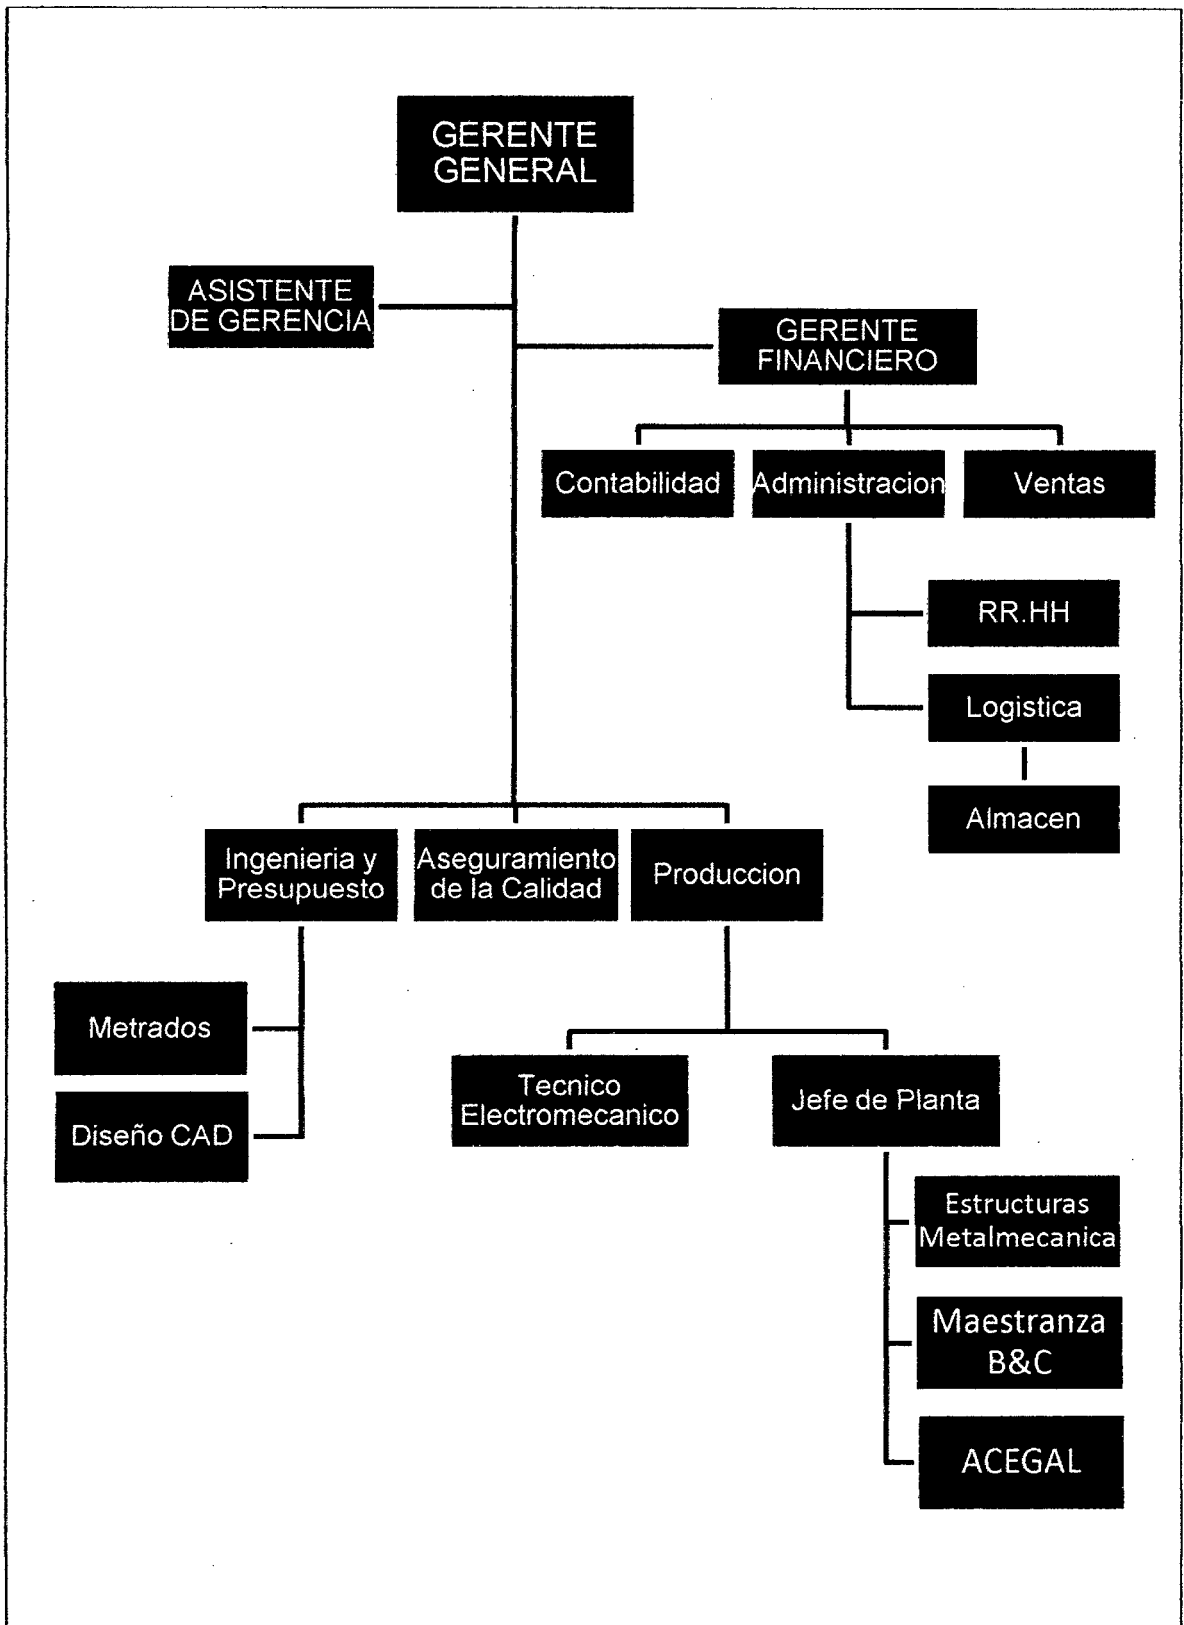 GERENTE
GENERAL
ASISTENTE
DE GERENCIA
GERENTE
FINANCIERO
Contabilidad
Administracion
Ventas
RR.HH
Logistica
Almacen
Ingenieria y
Presupuesto
Aseguramiento
de la Calidad
Produccion
Metrados
Diseño CAD
Tecnico
Electromecanico
Jefe de Planta
Estructuras
Metalmecanica
Maestranza
B&C
ACEGAL